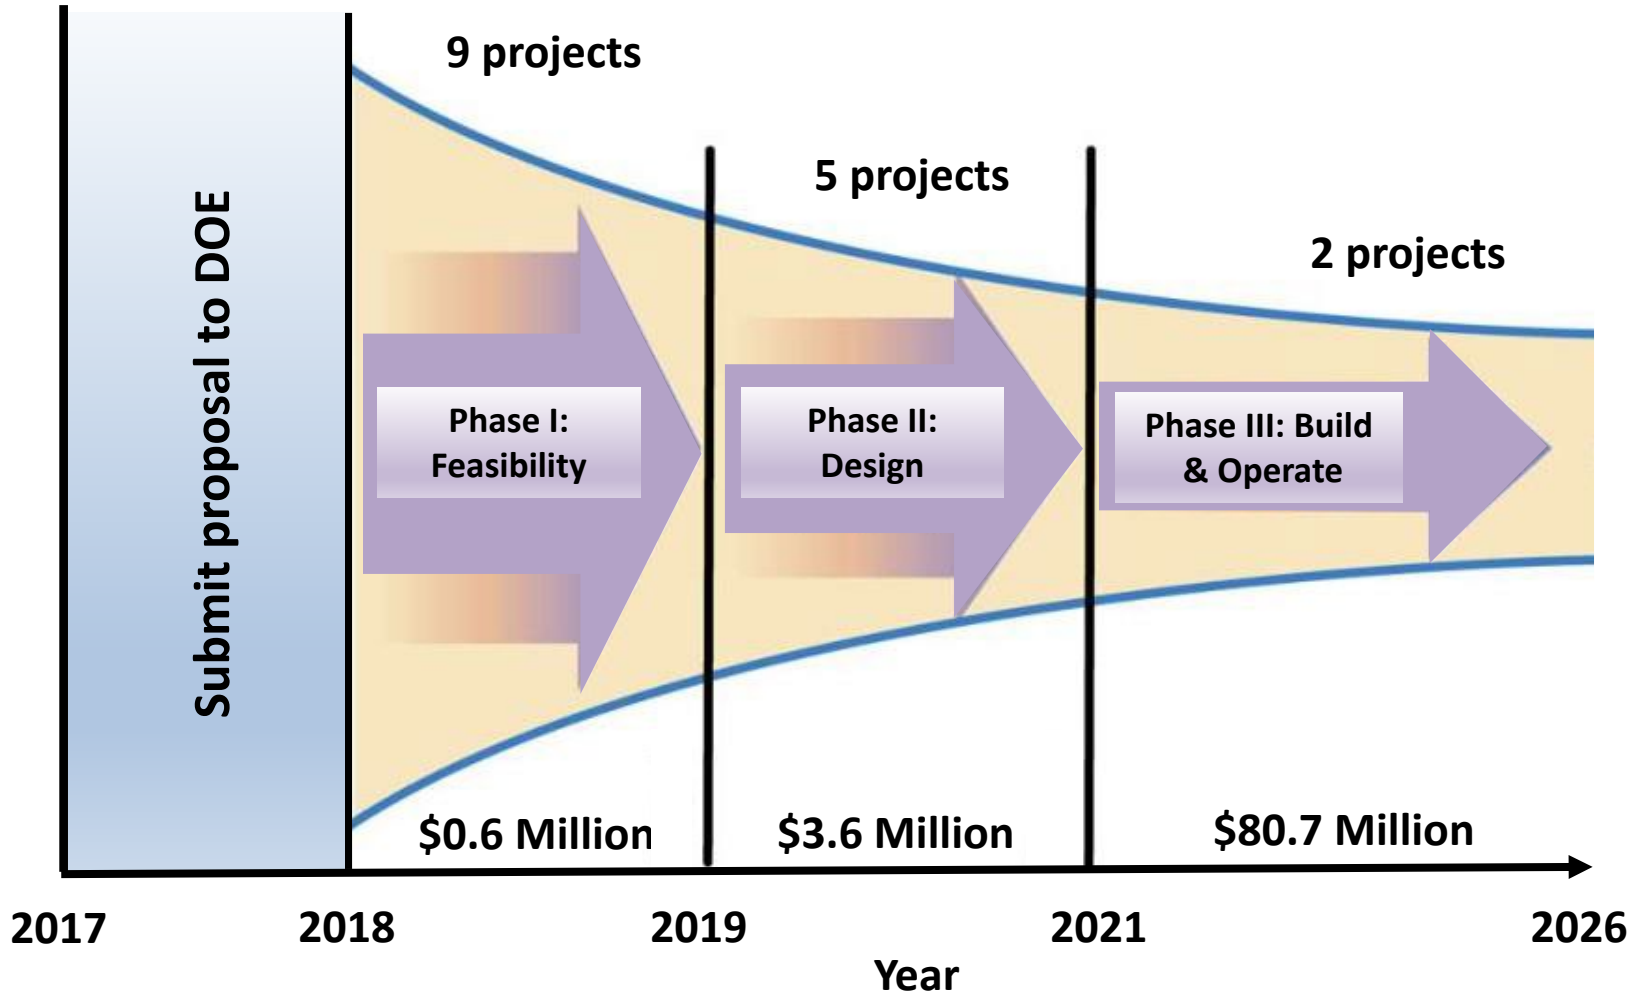 9 projects
5 projects
2 projects
Submit proposal to DOE
Phase I:
Feasibility
Phase II:
Design
Phase III: Build
& Operate
$0.6 Million
$3.6 Million
$80.7 Million
2017
2018
2019
2021
2026
Year